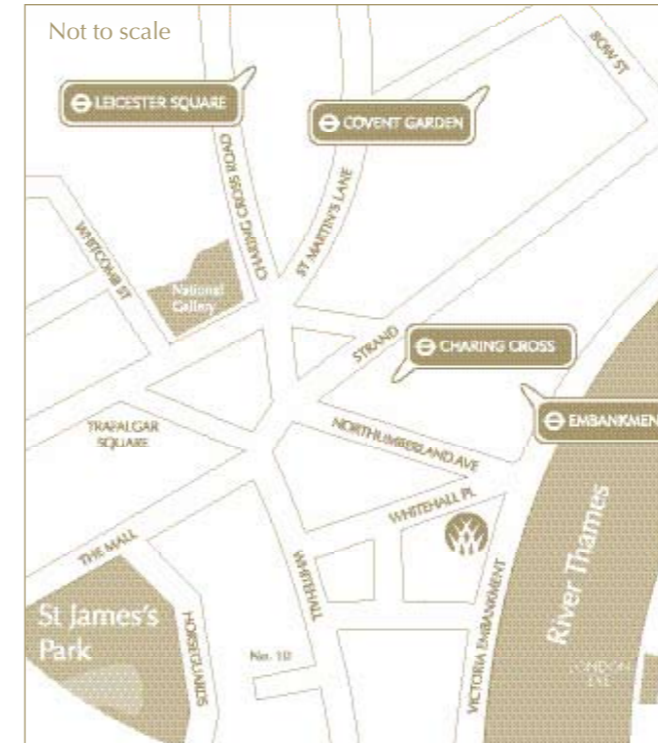 Not to scale
BOW ST
LEICESTER SQUARE
COVENT GARDEN
CHARING CROSS ROAD
ST MARTIN'S LANE
WHITCOMB ST
National
Gallery
STRAND
CHARING CROSS
TRAFALGAR
SQUARE
NORTHUMBERLAND AVE
EMBANKMEN
WHITEHALL PL
THE MALL
WHITEHALL
River Thames
St James's
Park
HORSEGUARDS
No. 10
VICTORIA EMBANKMENT
LONDON
EYE